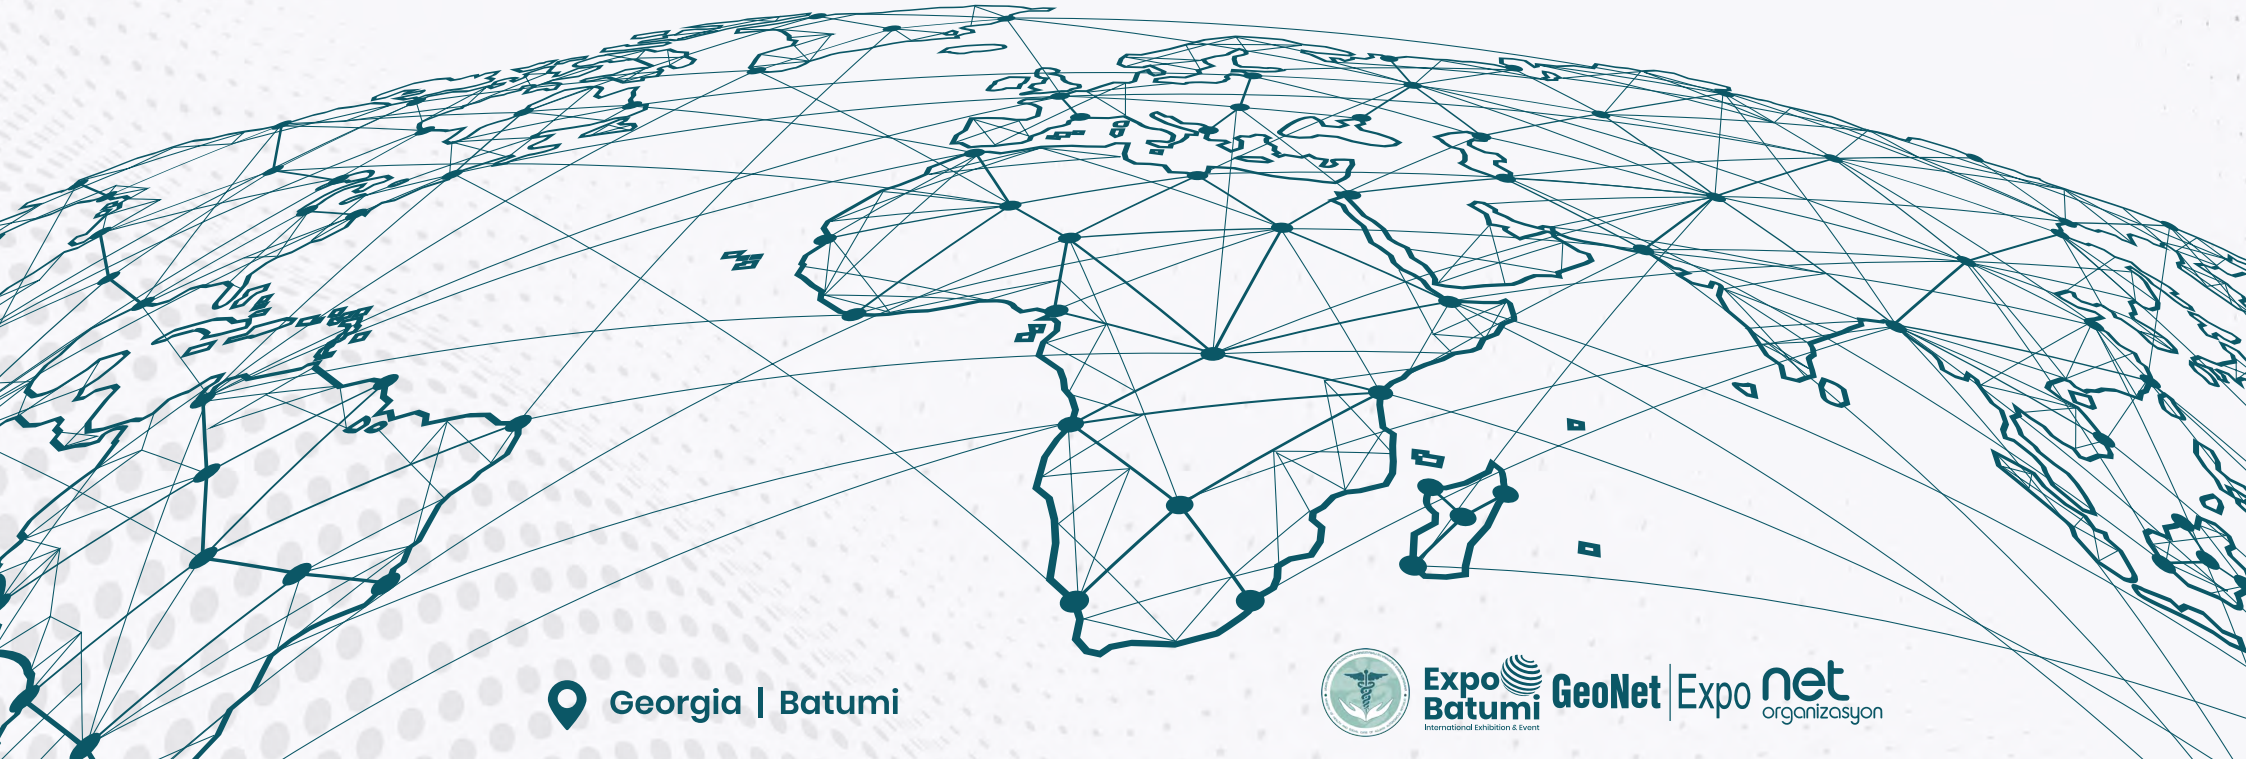 Georgia | Batumi
Expo
Batumi
International Exhibition & Event
GeoNet | Expo
net
organizasyon